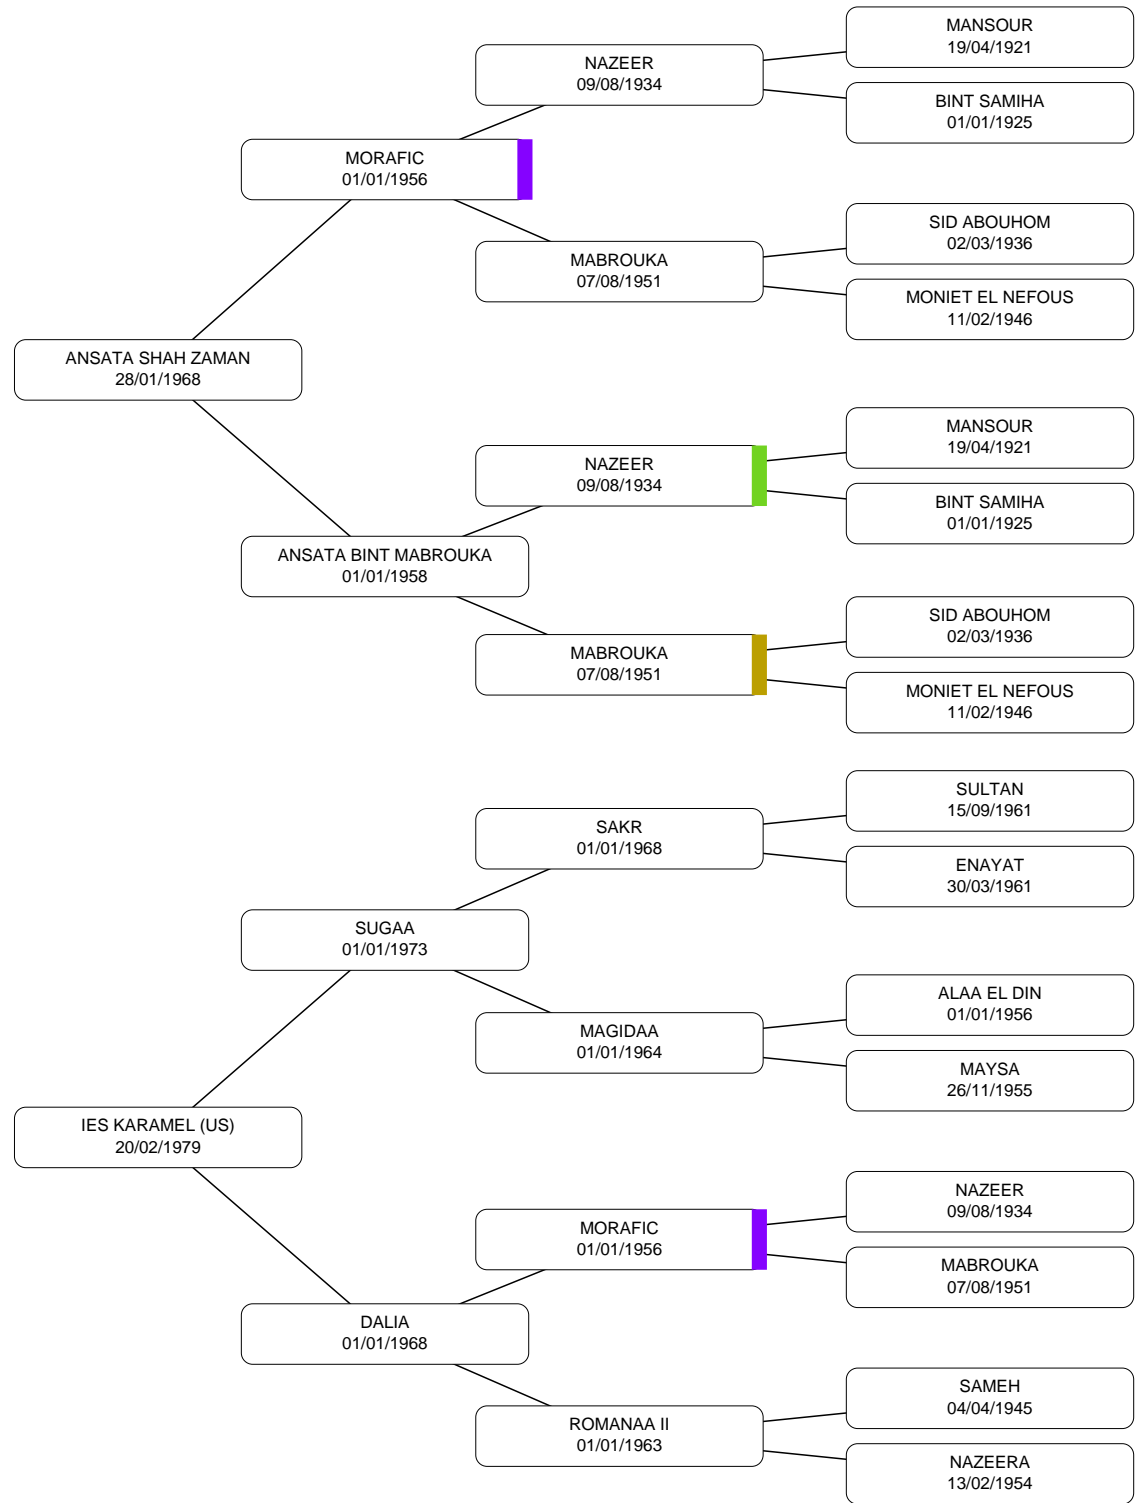 MANSOUR
19/04/1921
NAZEER
09/08/1934
BINT SAMIHA
01/01/1925
MORAFIC
01/01/1956
SID ABOUHOM
02/03/1936
MABROUKA
07/08/1951
MONIET EL NEFOUS
11/02/1946
ANSATA SHAH ZAMAN
28/01/1968
MANSOUR
19/04/1921
NAZEER
09/08/1934
BINT SAMIHA
01/01/1925
ANSATA BINT MABROUKA
01/01/1958
SID ABOUHOM
02/03/1936
MABROUKA
07/08/1951
MONIET EL NEFOUS
11/02/1946
SULTAN
15/09/1961
SAKR
01/01/1968
ENAYAT
30/03/1961
SUGAA
01/01/1973
ALAA EL DIN
01/01/1956
MAGIDAA
01/01/1964
MAYSA
26/11/1955
IES KARAMEL (US)
20/02/1979
NAZEER
09/08/1934
MORAFIC
01/01/1956
MABROUKA
07/08/1951
DALIA
01/01/1968
SAMEH
04/04/1945
ROMANAA II
01/01/1963
NAZEERA
13/02/1954